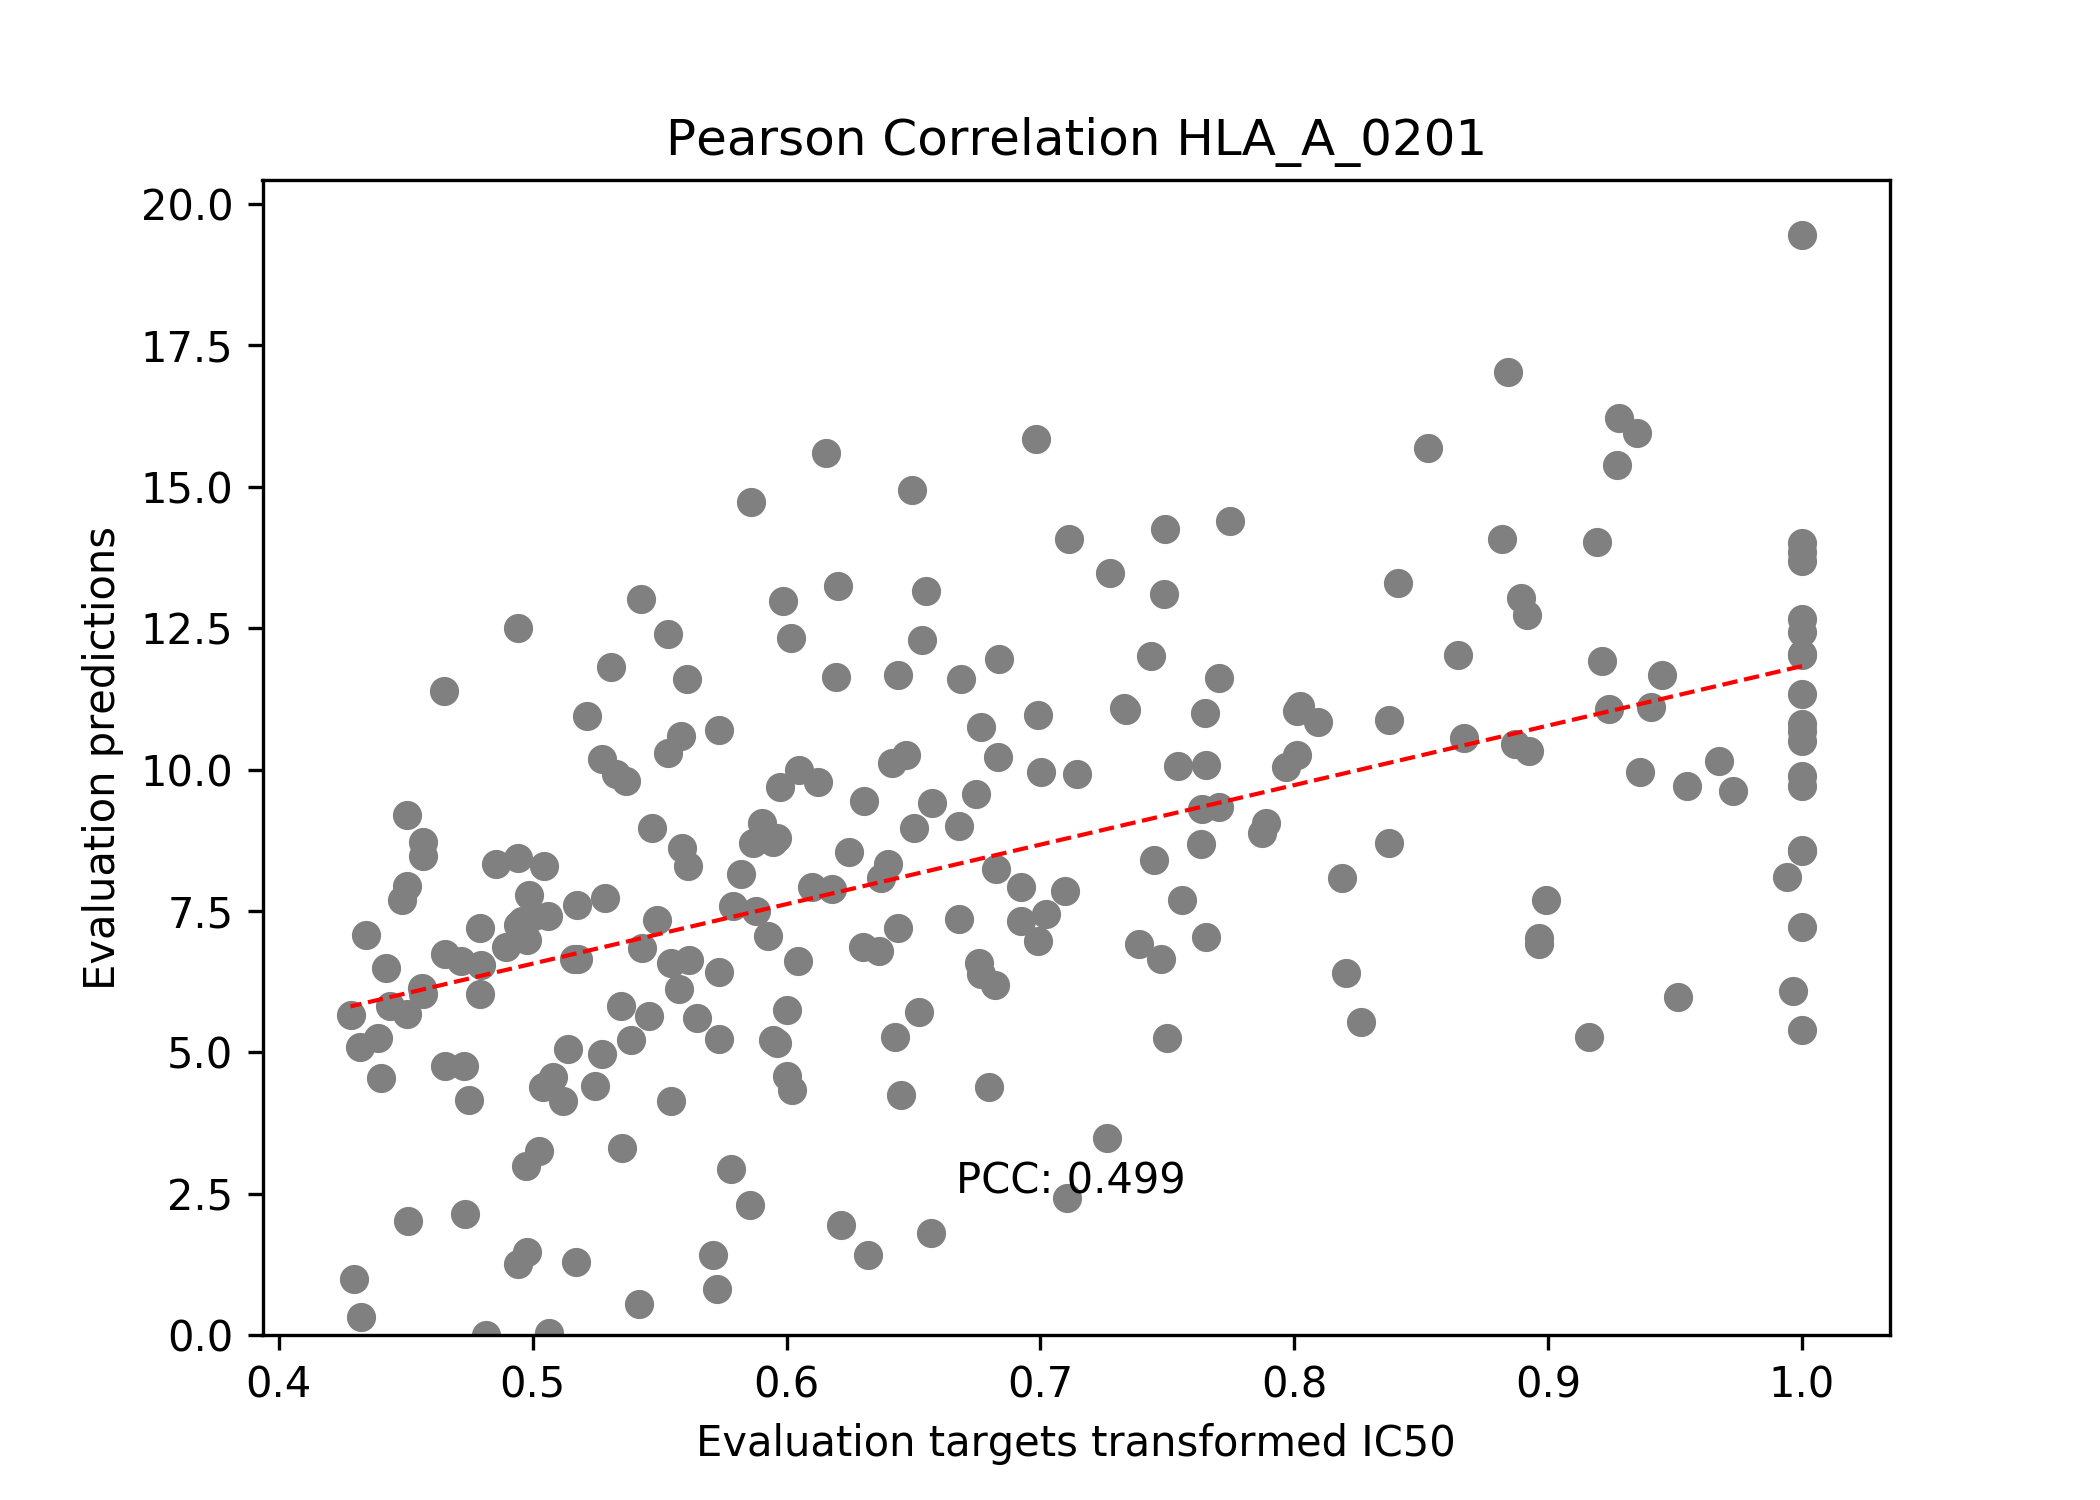 Pearson Correlation HLA_A_0201
Evaluation predictions
20.0
17.5
15.0
12.5
10.0
7.5
5.0
2.5
0.0
PCC: 0.499
0.4 0.5 0.6 0.7 0.8 0.9 1.0
Evaluation targets transformed IC50